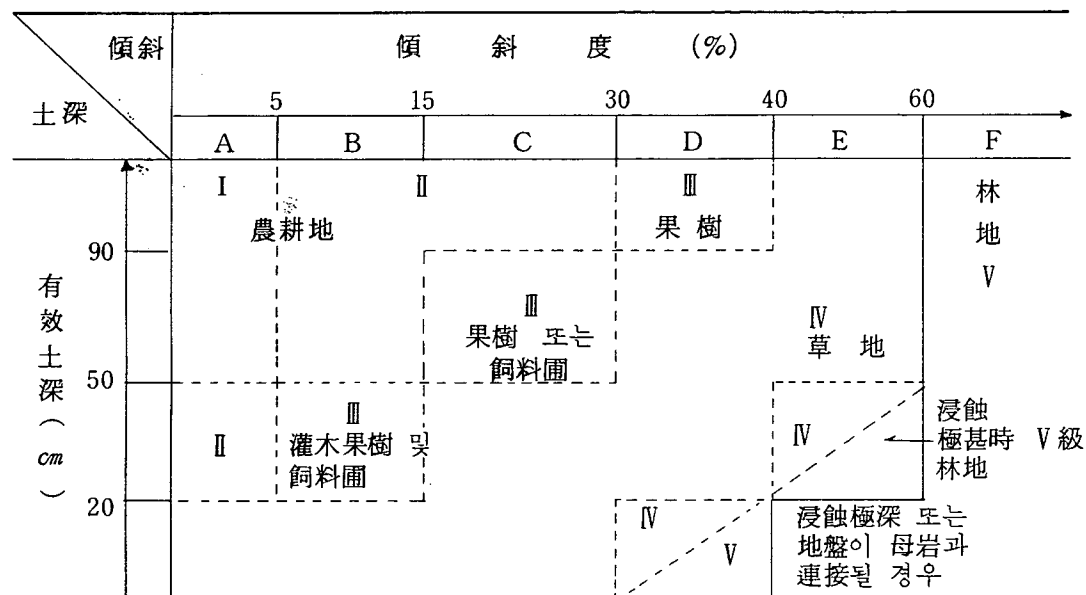 傾斜
傾 斜 度 (%)
土深
5 15 30 40 60
A B C D E F
Ⅰ Ⅱ Ⅲ
農耕地
果樹
林
地
Ⅴ
90
有
效
土
深
(
cm
)
Ⅲ
果樹 또는
飼料圃
Ⅳ
草 地
50
Ⅱ
Ⅲ
灌木果樹 및
飼料圃
Ⅳ
浸蝕
極甚時 Ⅴ級
林地
20
Ⅳ
Ⅴ
浸蝕極深 또는
地盤이 母岩과
連接될 경우